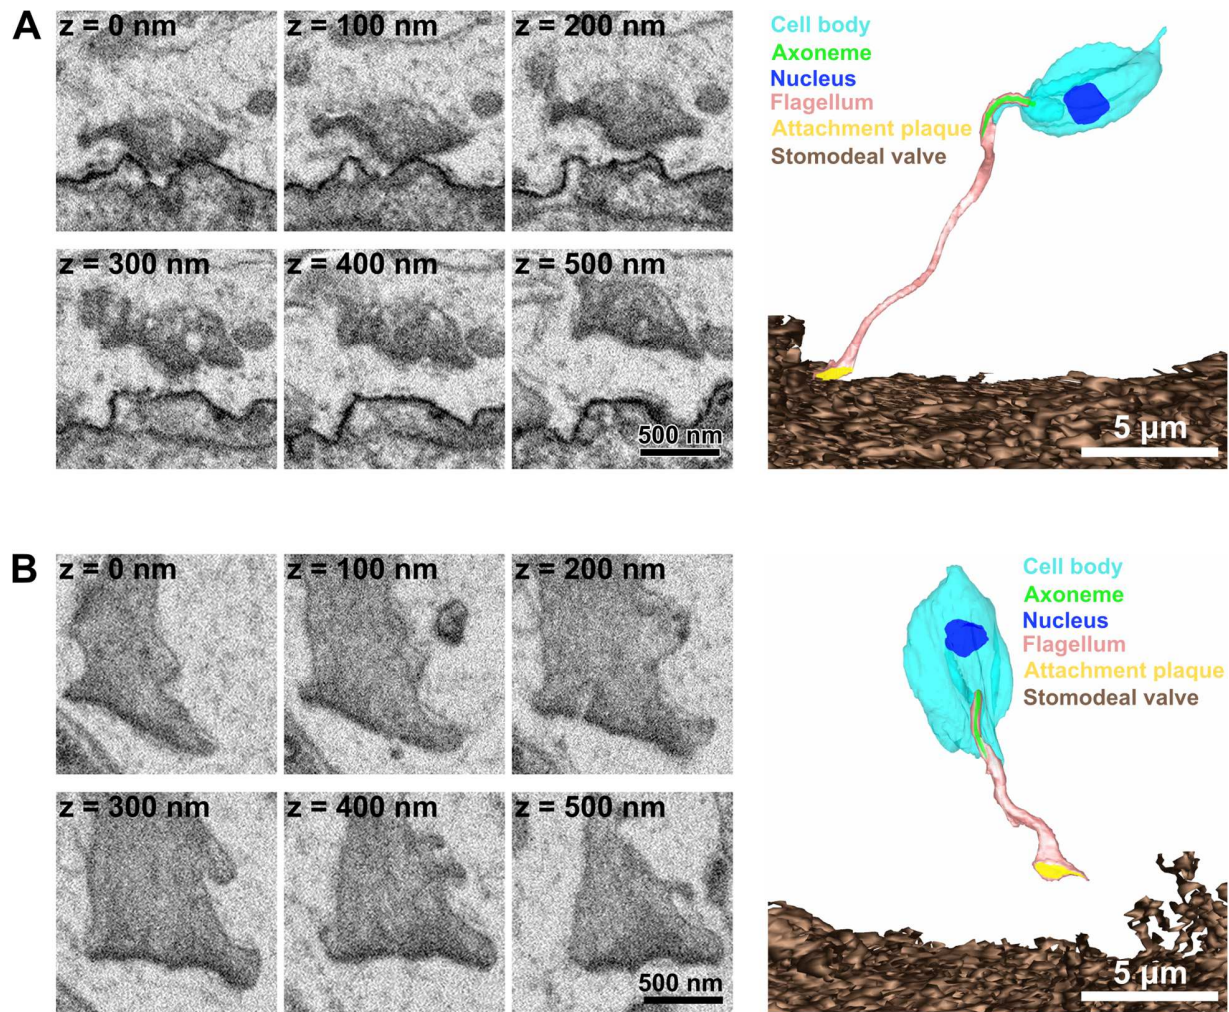 A
z = 0 nm
z = 100 nm
z = 200 nm
z = 300 nm
z = 400 nm
z = 500 nm
500 nm
Cell body
Axoneme
Nucleus
Flagellum
Attachment plaque
Stomodeal valve
5 µm
B
z = 0 nm
z = 100 nm
z = 200 nm
z = 300 nm
z = 400 nm
z = 500 nm
500 nm
Cell body
Axoneme
Nucleus
Flagellum
Attachment plaque
Stomodeal valve
5 µm